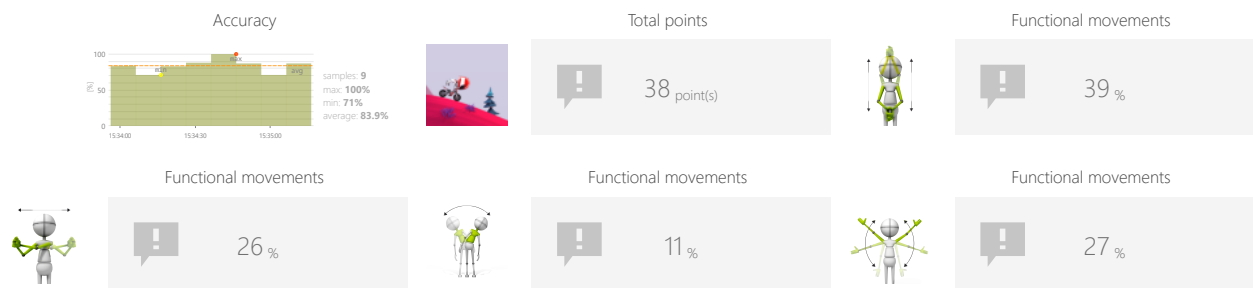 Accuracy
100
50
0
[%]
min
max
avg
15:34:00
15:34:30
15:35:00
samples: 9
max: 100%
min: 71%
average: 83.9%
Total points
38 point(s)
Functional movements
39 %
Functional movements
26 %
Functional movements
11 %
Functional movements
27 %